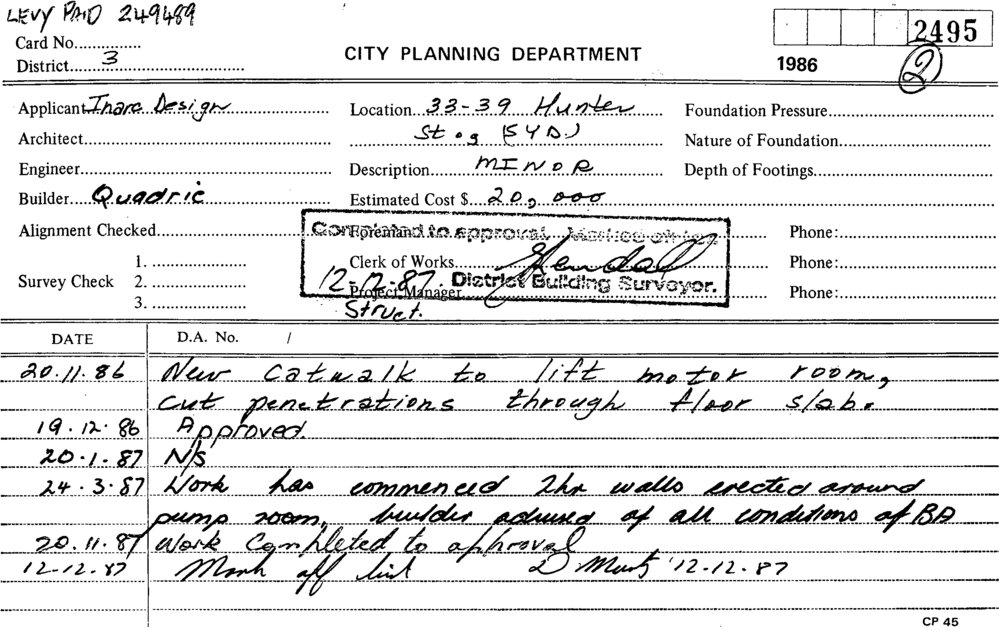 LEVY PAID 249489
Card No...............
District......3......
CITY PLANNING DEPARTMENT
2495
1986
2
Applicant Inarc Design
Location 33-39 Hunter
Foundation Pressure
Architect
St., (SYD.)
Nature of Foundation
Engineer
Description MINOR
Depth of Footings
Builder Quadric
Estimated Cost $ 20,000
Alignment Checked
Foreman
Completed to approval. Marked off
Phone:
Survey Check 1.
Clerk of Works
Phone:
2.
12-12.87. District Building Surveyor.
Project Manager
Phone:
3.
Struct.
DATE D.A. No. /
20.11.86 New catwalk to lift motor room,
cut penetrations through floor slab.
19.12.86 Approved.
20.1.87 N/S
24.3.87 Work has commenced 2hr walls erected around
pump room, builder advised of all conditions of BA
20.11.87 Work Completed to approval
12-12.87 Mark off list 12-12.87
CP 45